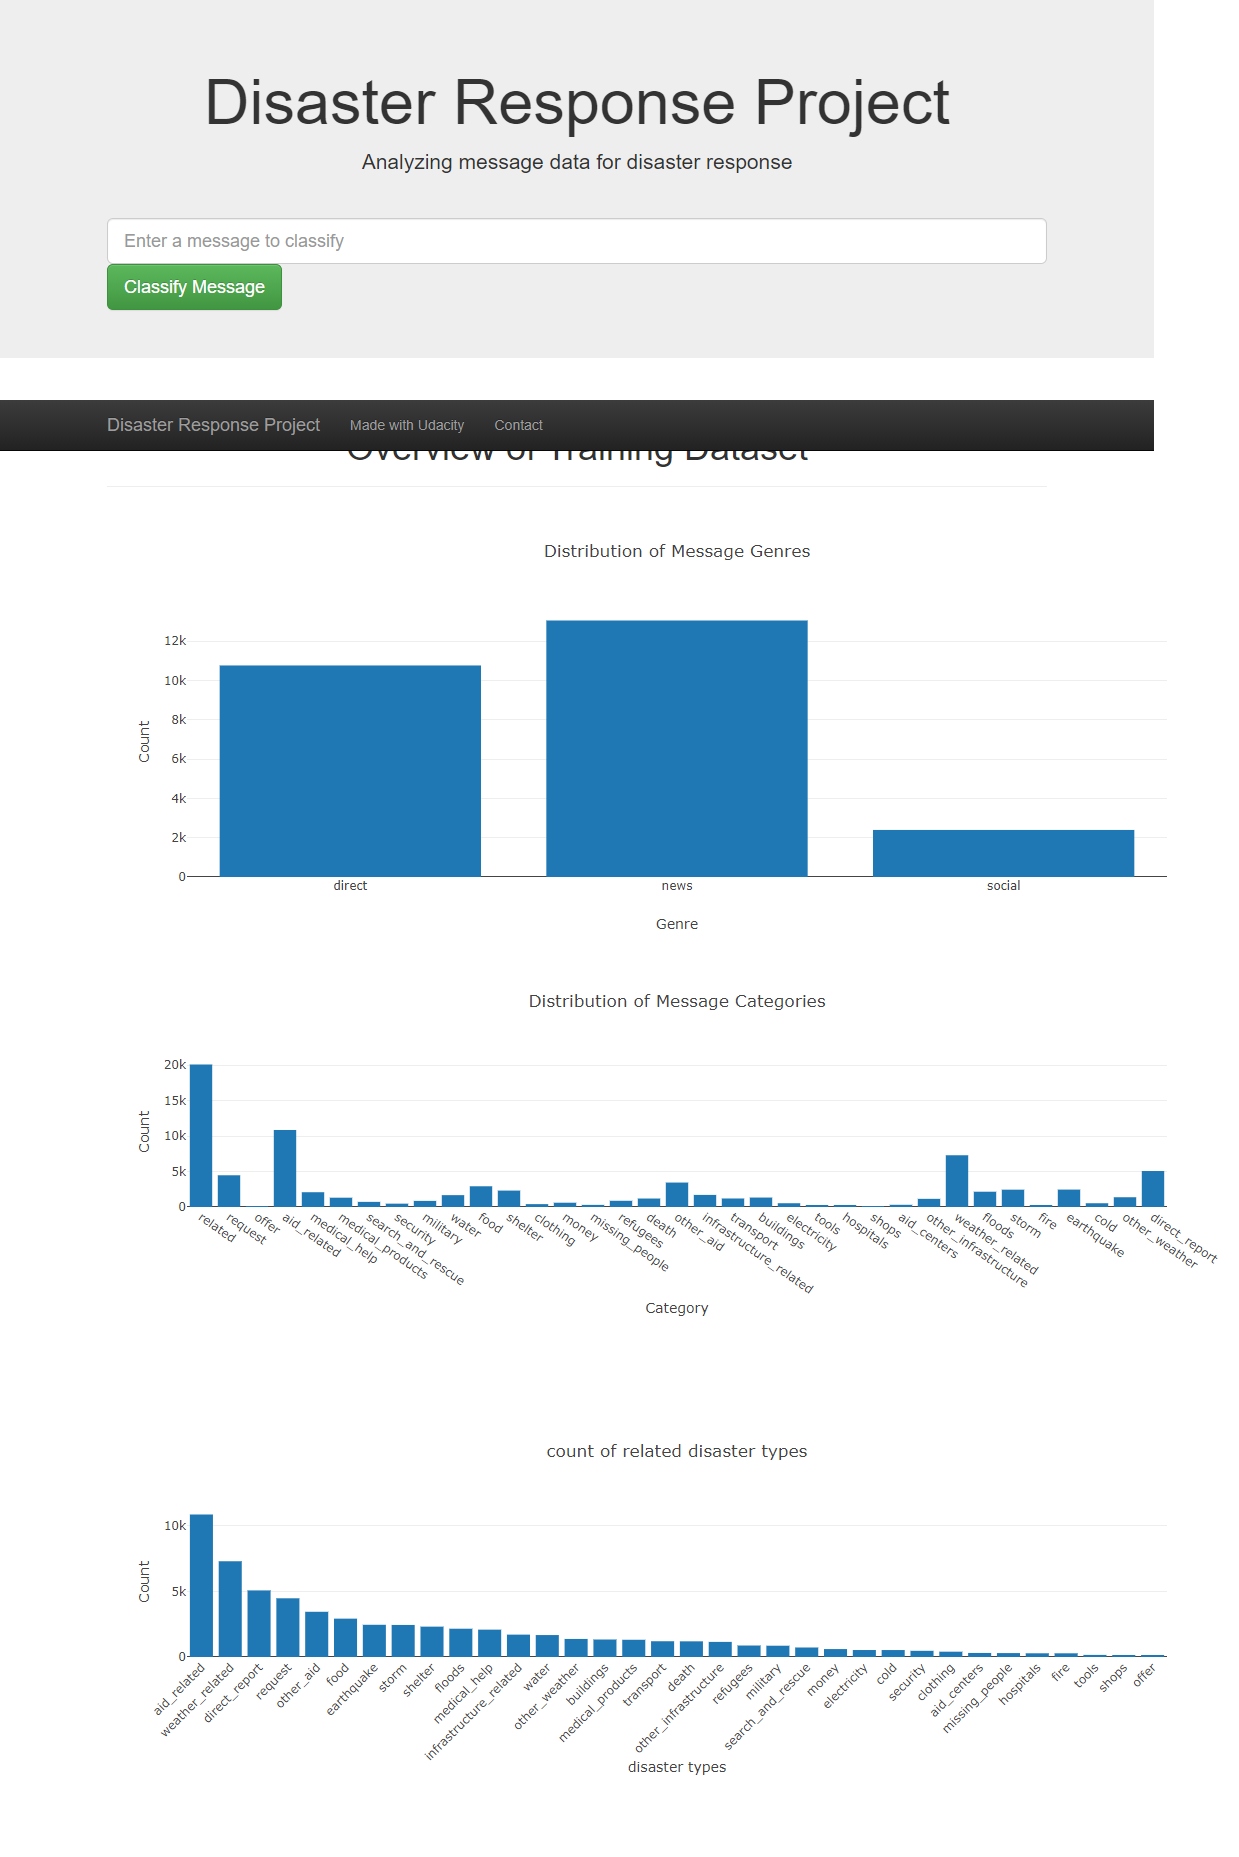 Disaster Response Project
Analyzing message data for disaster response
Enter a message to classify
Classify Message
Disaster Response Project Made with Udacity Contact
Overview of Training Dataset
Distribution of Message Genres
12k
10k
8k
6k
4k
2k
0
Count
direct news social
Genre
Distribution of Message Categories
20k
15k
10k
5k
0
Count
related request offer aid_related medical_help medical_products search_and_rescue security military water food shelter clothing money missing_people refugees death other_aid infrastructure_related transport buildings electricity tools hospitals shops aid_centers other_infrastructure weather_related floods storm fire earthquake cold other_weather direct_report
Category
count of related disaster types
10k
5k
0
Count
aid_related weather_related direct_report request other_aid food earthquake storm shelter floods medical_help infrastructure_related water other_weather buildings medical_products transport death other_infrastructure refugees military search_and_rescue money electricity cold security clothing aid_centers missing_people hospitals fire tools shops offer
disaster types